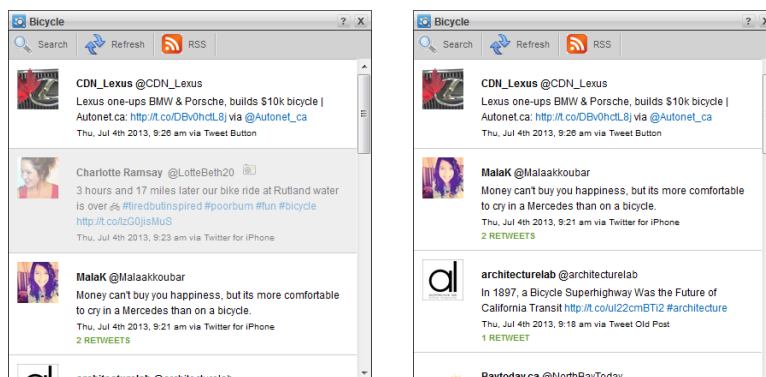 Bicycle ? X
Search Refresh RSS
CDN_Lexus @CDN_Lexus
Lexus one-ups BMW & Porsche, builds $10k bicycle |
Autonet.ca: http://t.co/DBv0hctL8j via @Autonet_ca
Thu, Jul 4th 2013, 9:26 am via Tweet Button
Charlotte Ramsay @LotteBeth20
3 hours and 17 miles later our bike ride at Rutland water
is over 🚲 #tiredbutinspired #poorbum #fun #bicycle
http://t.co/lzG0jisMuS
Thu, Jul 4th 2013, 9:23 am via Twitter for iPhone
MalaK @Malaakkoubar
Money can't buy you happiness, but its more comfortable
to cry in a Mercedes than on a bicycle.
Thu, Jul 4th 2013, 9:21 am via Twitter for iPhone
2 RETWEETS
al
architecturelab @architecturelab
Bicycle ? X
Search Refresh RSS
CDN_Lexus @CDN_Lexus
Lexus one-ups BMW & Porsche, builds $10k bicycle |
Autonet.ca: http://t.co/DBv0hctL8j via @Autonet_ca
Thu, Jul 4th 2013, 9:26 am via Tweet Button
MalaK @Malaakkoubar
Money can't buy you happiness, but its more comfortable
to cry in a Mercedes than on a bicycle.
Thu, Jul 4th 2013, 9:21 am via Twitter for iPhone
2 RETWEETS
al
architecturelab @architecturelab
In 1897, a Bicycle Superhighway Was the Future of
California Transit http://t.co/ul22cmBTi2 #architecture
Thu, Jul 4th 2013, 9:18 am via Tweet Old Post
1 RETWEET
Baytoday.ca @NorthBayToday